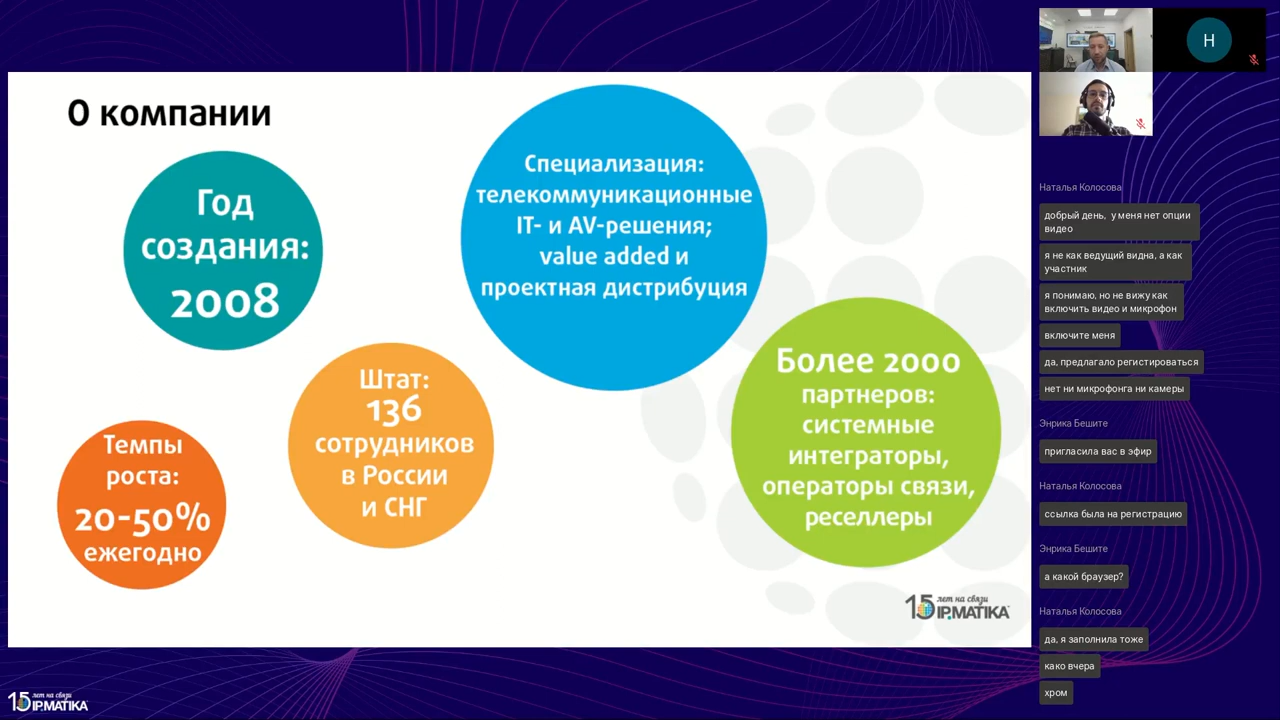 О компании
Год
создания:
2008
Специализация:
телекоммуникационные
IT- и AV-решения;
value added и
проектная дистрибуция
Штат:
136
сотрудников
в России
и СНГ
Более 2000
партнеров:
системные
интеграторы,
операторы связи,
реселлеры
Темпы
роста:
20-50%
ежегодно
15 лет на связи
IPMATIKA
15 лет на связи
IPMATIKA
Н
Наталья Колосова
добрый день, у меня нет опции
видео
я не как ведущий видна, а как
участник
я понимаю, но не вижу как
включить видео и микрофон
включите меня
да, предлагало регистироваться
нет ни микрофонга ни камеры
Энрика Бешите
пригласила вас в эфир
Наталья Колосова
ссылка была на регистрацию
Энрика Бешите
а какой браузер?
Наталья Колосова
да, я заполнила тоже
како вчера
хром